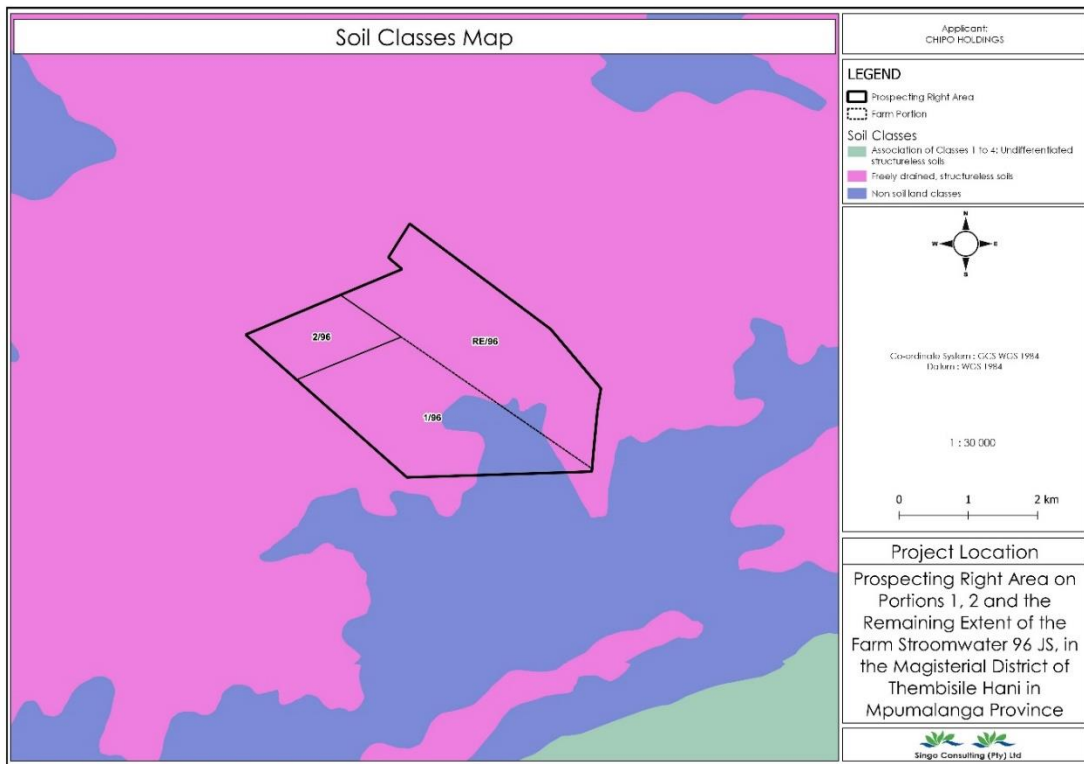 Soil Classes Map
Applicant:
CHIPO HOLDINGS
LEGEND
Prospecting Right Area
Farm Portion
Soil Classes
Association of Classes 1 to 4: Undifferentiated
structureless soils
Freely drained, structureless soils
Non soil land classes
N
W
E
S
2/96
RE/96
1/96
Co-ordinate System : GCS WGS 1984
Datum : WGS 1984
1 : 30 000
0 1 2 km
Project Location
Prospecting Right Area on
Portions 1, 2 and the
Remaining Extent of the
Farm Stroomwater 96 JS, in
the Magisterial District of
Thembisile Hani in
Mpumalanga Province
Singo Consulting (Pty) Ltd